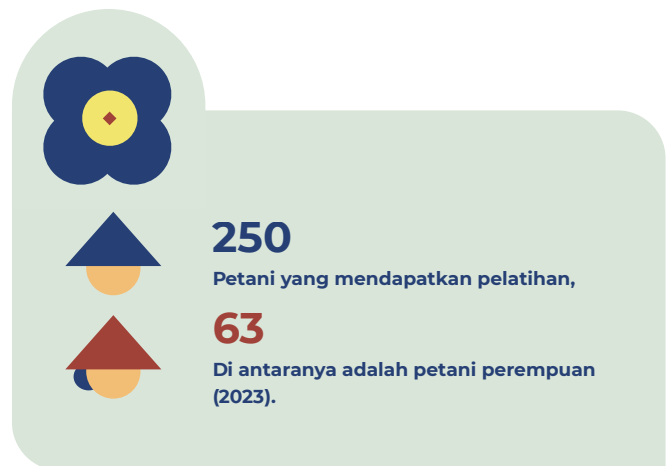 250
Petani yang mendapatkan pelatihan,
63
Di antaranya adalah petani perempuan
(2023).